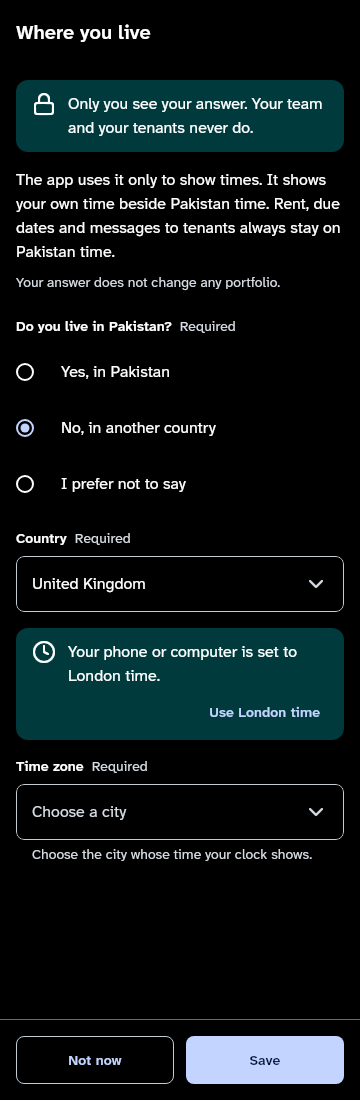 Where you live
Only you see your answer. Your team
and your tenants never do.
The app uses it only to show times. It shows
your own time beside Pakistan time. Rent, due
dates and messages to tenants always stay on
Pakistan time.
Your answer does not change any portfolio.
Do you live in Pakistan? Required
Yes, in Pakistan
No, in another country
I prefer not to say
Country Required
United Kingdom
Your phone or computer is set to
London time.
Use London time
Time zone Required
Choose a city
Choose the city whose time your clock shows.
Not now
Save